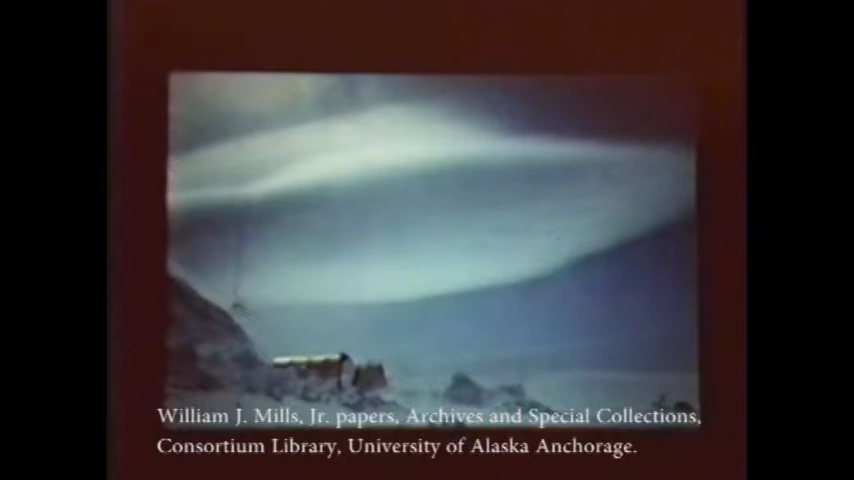 William J. Mills, Jr. papers, Archives and Special Collections,
Consortium Library, University of Alaska Anchorage.